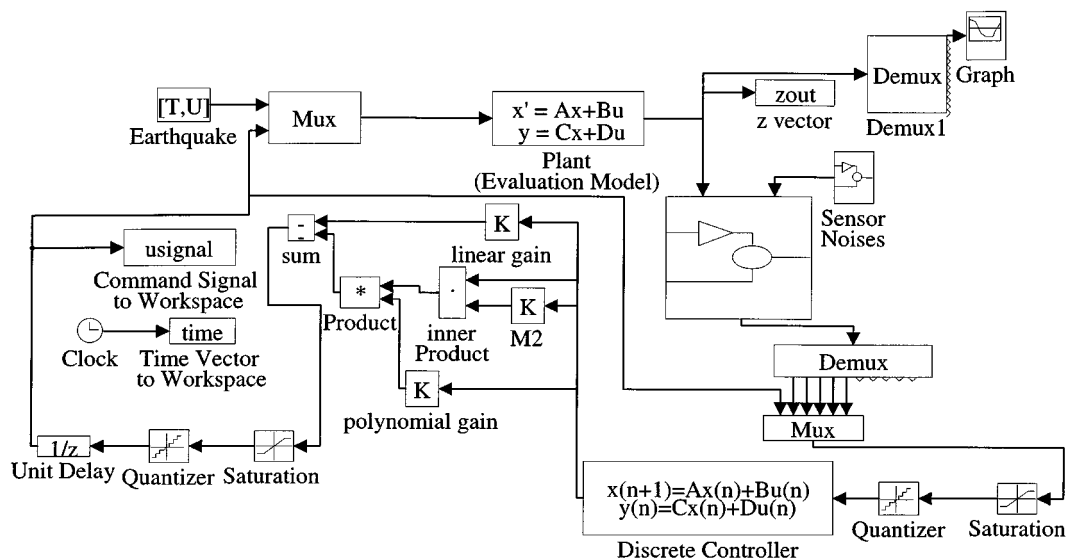 [T,U]
Earthquake
Mux
x' = Ax+Bu
y = Cx+Du
Plant
(Evaluation Model)
zout
z vector
Demux
Demux1
Graph
Sensor
Noises
usignal
Command Signal
to Workspace
Clock
time
Time Vector
to Workspace
-
-
sum
K
linear gain
*
Product
.
inner
Product
K
M2
K
polynomial gain
Demux
Mux
1/z
Unit Delay
Quantizer
Saturation
x(n+1)=Ax(n)+Bu(n)
y(n)=Cx(n)+Du(n)
Discrete Controller
Quantizer
Saturation